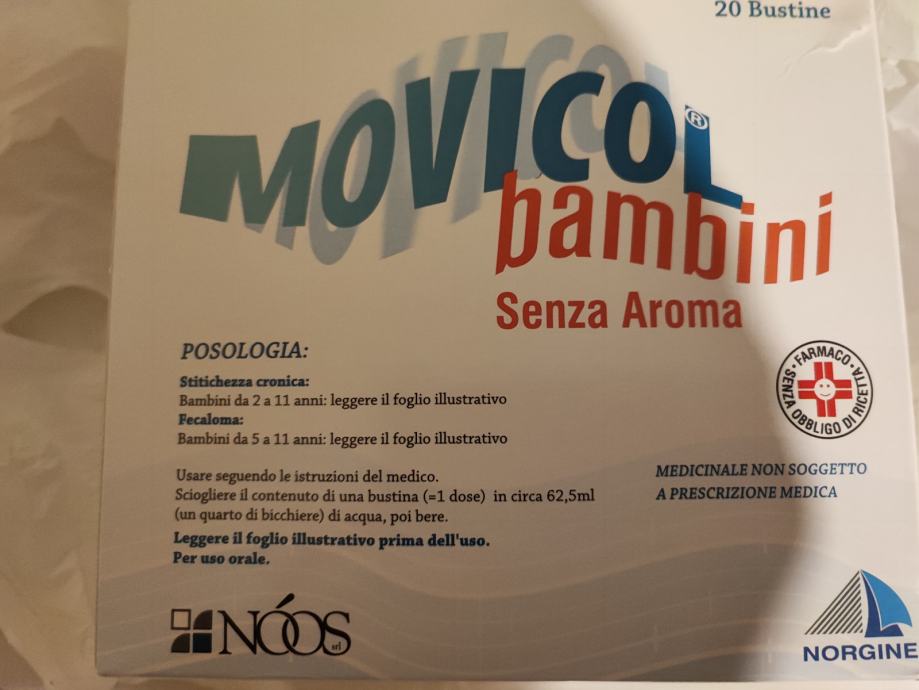 20 Bustine
MOVICOL®
bambini
Senza Aroma
POSOLOGIA:
Stitichezza cronica:
Bambini da 2 a 11 anni: leggere il foglio illustrativo
Fecaloma:
Bambini da 5 a 11 anni: leggere il foglio illustrativo
FARMACO
SENZA OBBLIGO DI RICETTA
Usare seguendo le istruzioni del medico.
Sciogliere il contenuto di una bustina (=1 dose) in circa 62,5ml
(un quarto di bicchiere) di acqua, poi bere.
Leggere il foglio illustrativo prima dell'uso.
Per uso orale.
MEDICINALE NON SOGGETTO
A PRESCRIZIONE MEDICA
NÓOS srl
NORGINE